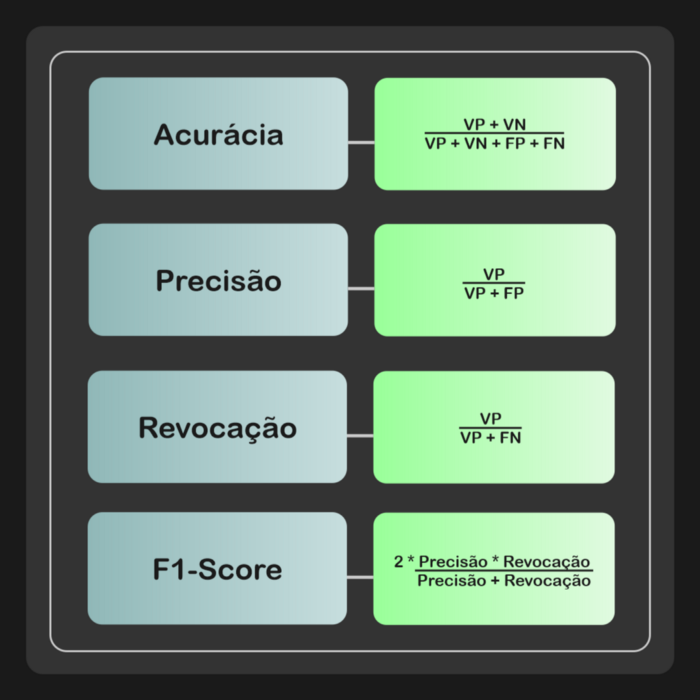 Acurácia
VP + VN
VP + VN + FP + FN
Precisão
VP
VP + FP
Revocação
VP
VP + FN
F1-Score
2 * Precisão * Revocação
Precisão + Revocação